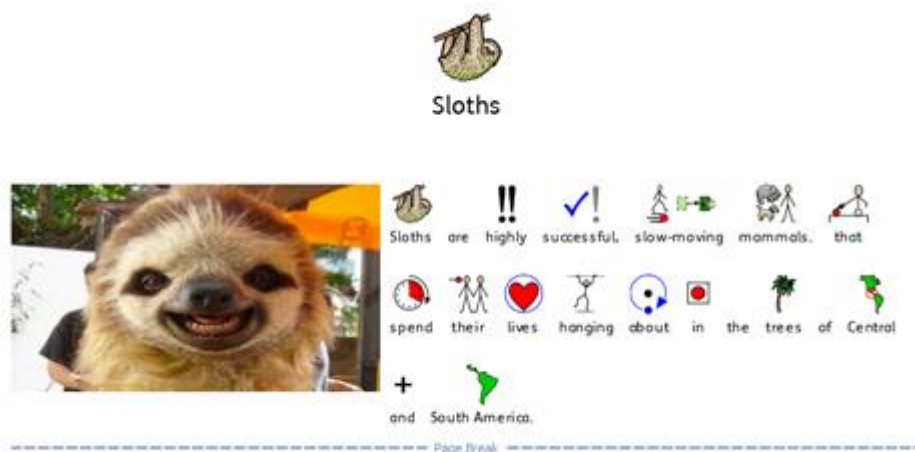 Sloths
Sloths are highly successful, slow-moving mammals. that
spend their lives hanging about in the trees of Central
and South America.
Page Break